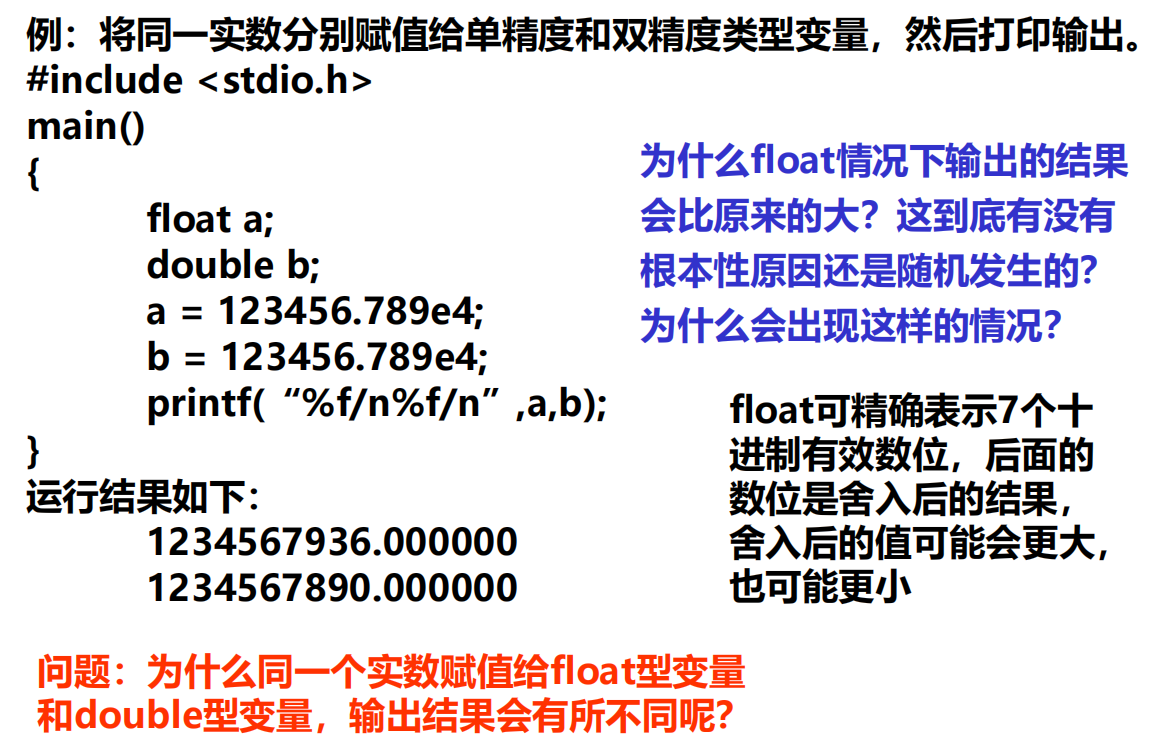 例：将同一实数分别赋值给单精度和双精度类型变量，然后打印输出。
#include <stdio.h>
main()
{
float a;
double b;
a = 123456.789e4;
b = 123456.789e4;
printf( “%f/n%f/n” ,a,b);
}
运行结果如下：
1234567936.000000
1234567890.000000
为什么float情况下输出的结果
会比原来的大？这到底有没有
根本性原因还是随机发生的？
为什么会出现这样的情况？
float可精确表示7个十
进制有效数位，后面的
数位是舍入后的结果，
舍入后的值可能会更大，
也可能更小
问题：为什么同一个实数赋值给float型变量
和double型变量，输出结果会有所不同呢？